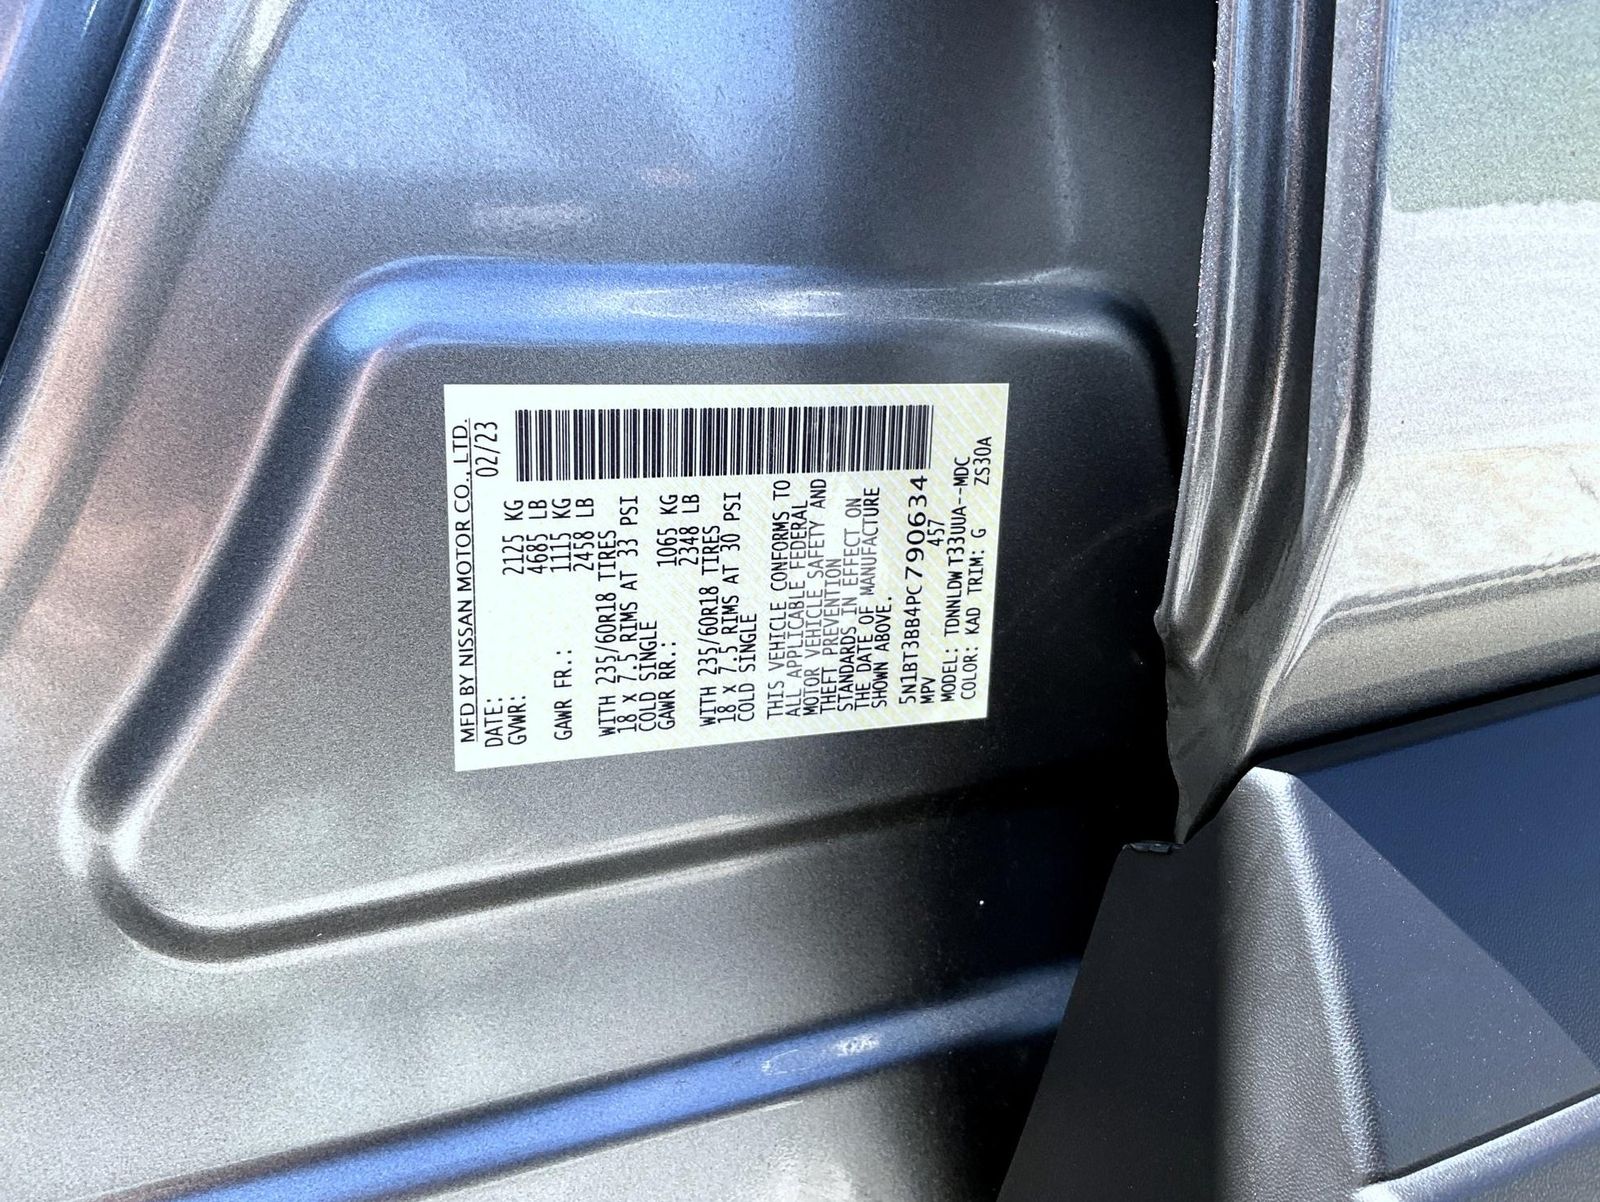 MFD BY NISSAN MOTOR CO., LTD.
DATE: 02/23
GVWR: 2125 KG
4685 LB
GAWR FR.: 1115 KG
2458 LB
WITH 235/60R18 TIRES
18 X 7.5 RIMS AT 33 PSI
COLD SINGLE
GAWR RR.: 1065 KG
2348 LB
WITH 235/60R18 TIRES
18 X 7.5 RIMS AT 30 PSI
COLD SINGLE
THIS VEHICLE CONFORMS TO
ALL APPLICABLE FEDERAL
MOTOR VEHICLE SAFETY AND
THEFT PREVENTION
STANDARDS IN EFFECT ON
THE DATE OF MANUFACTURE
SHOWN ABOVE.
5N1BT3BB4PC790634
MPV 457
MODEL: TDNNLDW T33UUA--MDC
COLOR: KAD TRIM: G ZS30A